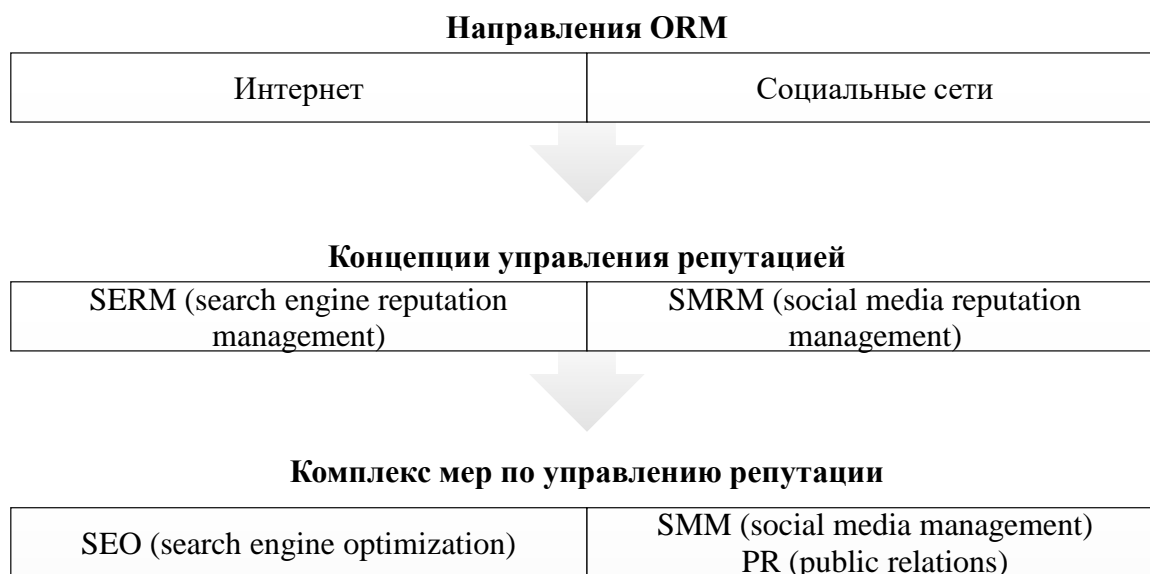 Направления ORM
Интернет
Социальные сети
Концепции управления репутацией
SERM (search engine reputation
management)
SMRM (social media reputation
management)
Комплекс мер по управлению репутации
SEO (search engine optimization)
SMM (social media management)
PR (public relations)